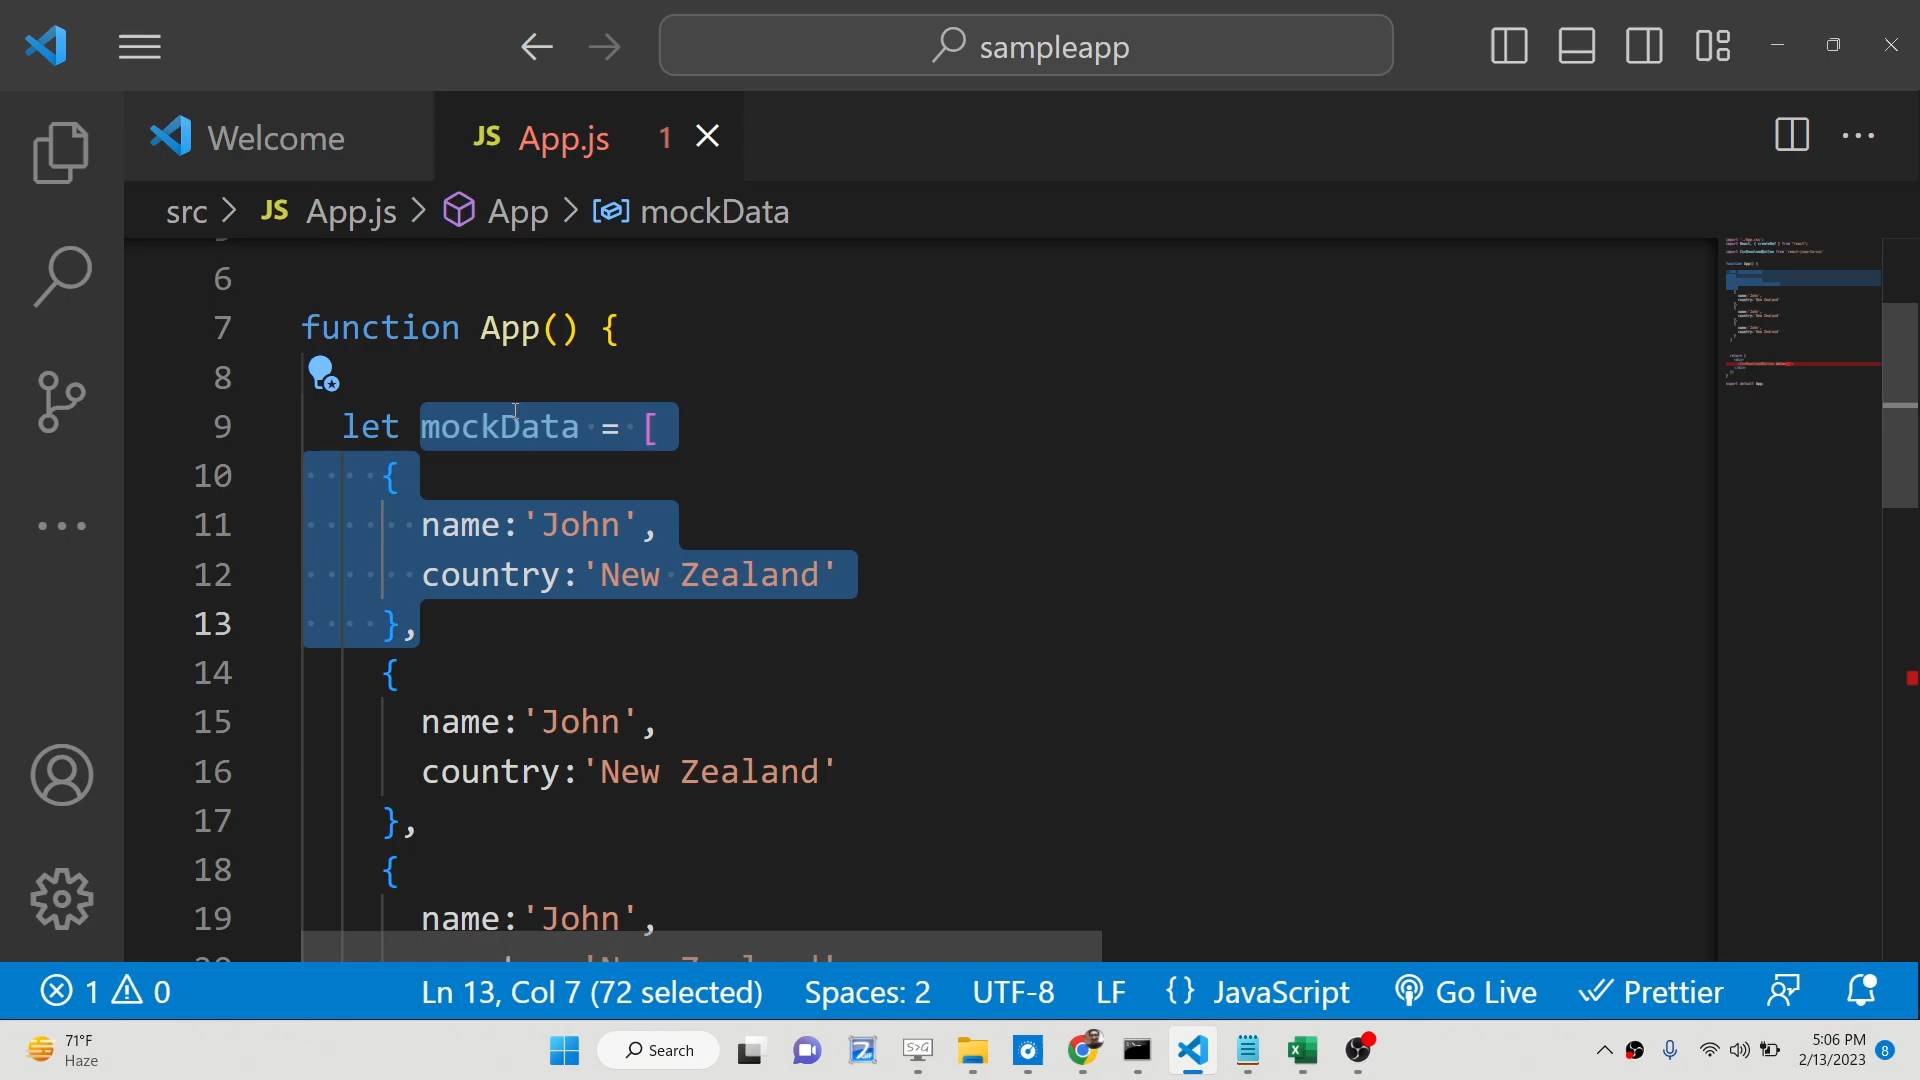 sampleapp
Welcome
JS App.js 1
src > JS App.js > App > mockData
6
7 function App() {
8
9 let mockData = [
10 {
11 name:'John',
12 country:'New Zealand'
13 },
14 {
15 name:'John',
16 country:'New Zealand'
17 },
18 {
19 name:'John',
1 0 Ln 13, Col 7 (72 selected) Spaces: 2 UTF-8 LF {} JavaScript Go Live Prettier
71°F
Haze
Search
5:06 PM
2/13/2023
8